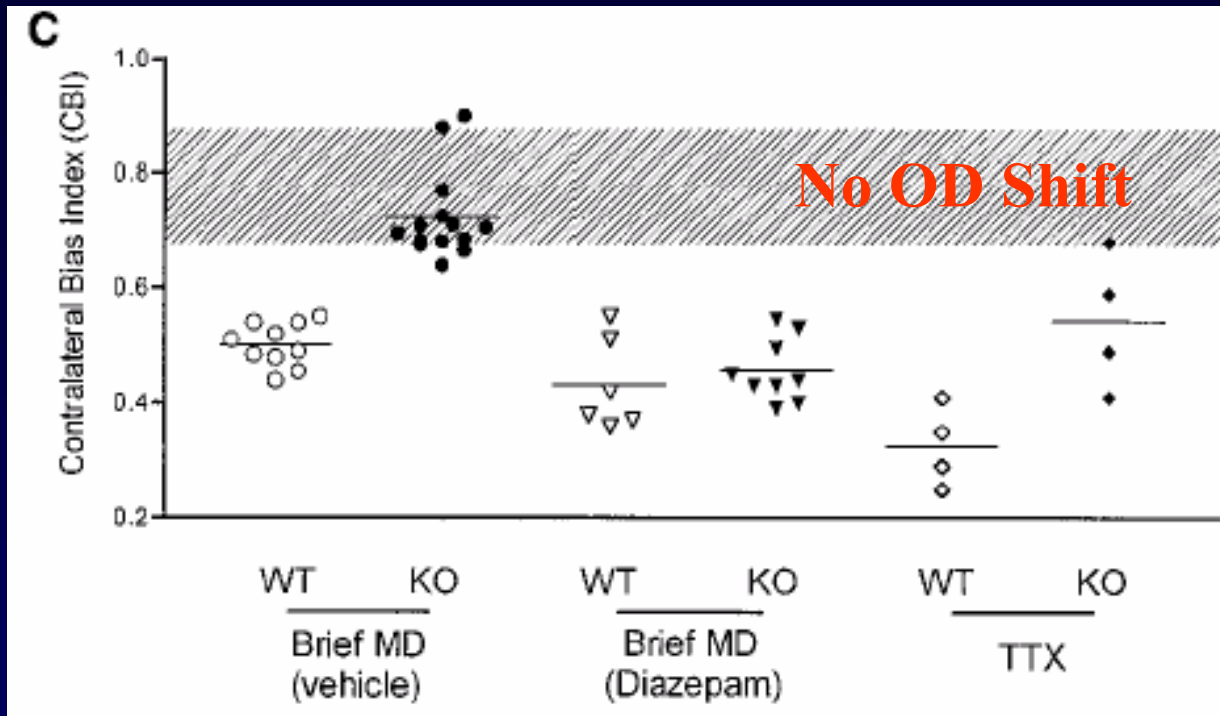 C
Contralateral Bias Index (CBI)
1.0
0.8
0.6
0.4
0.2
No OD Shift
WT KO WT KO WT KO
Brief MD Brief MD TTX
(vehicle) (Diazepam)